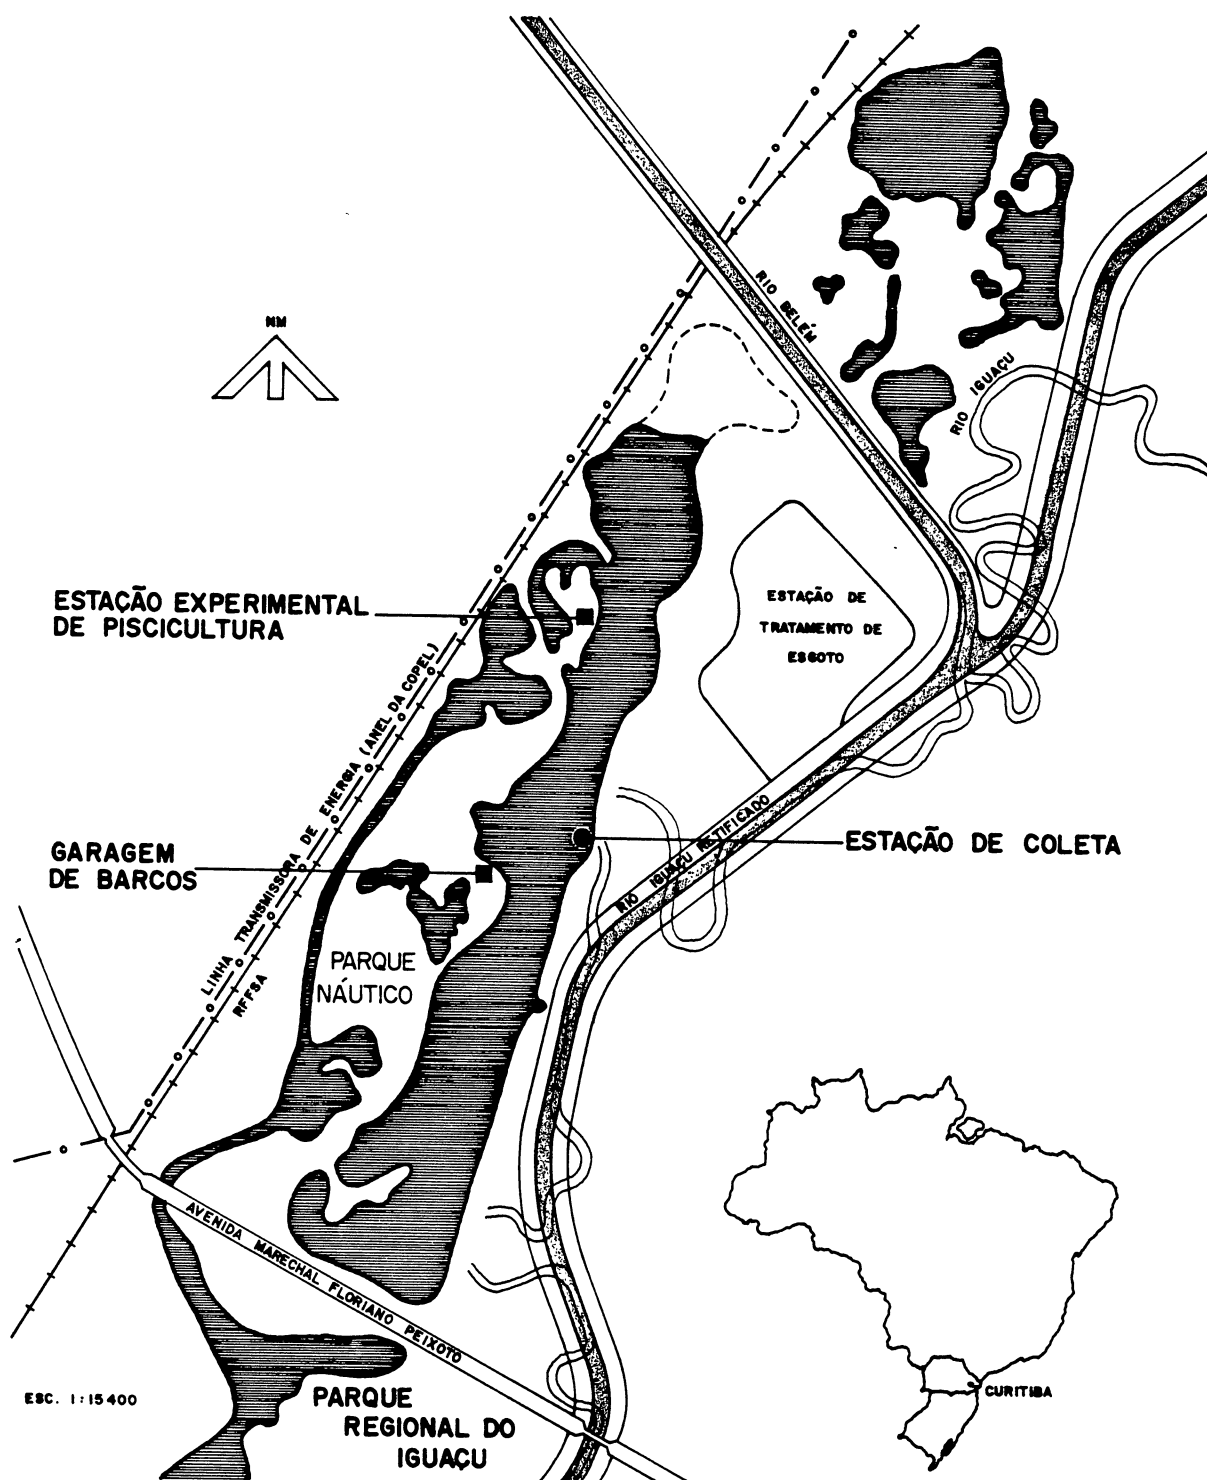 NM
RIO BELÉM
RIO IGUAÇU
ESTAÇÃO EXPERIMENTAL
DE PISCICULTURA
ESTAÇÃO DE
TRATAMENTO DE
ESGOTO
LINHA TRANSMISSORA DE ENERGIA (ANEL DA COPEL)
RFFSA
RIO IGUAÇU RETIFICADO
ESTAÇÃO DE COLETA
GARAGEM
DE BARCOS
PARQUE
NÁUTICO
AVENIDA MARECHAL FLORIANO PEIXOTO
ESC. 1:15400
PARQUE
REGIONAL DO
IGUAÇU
CURITIBA